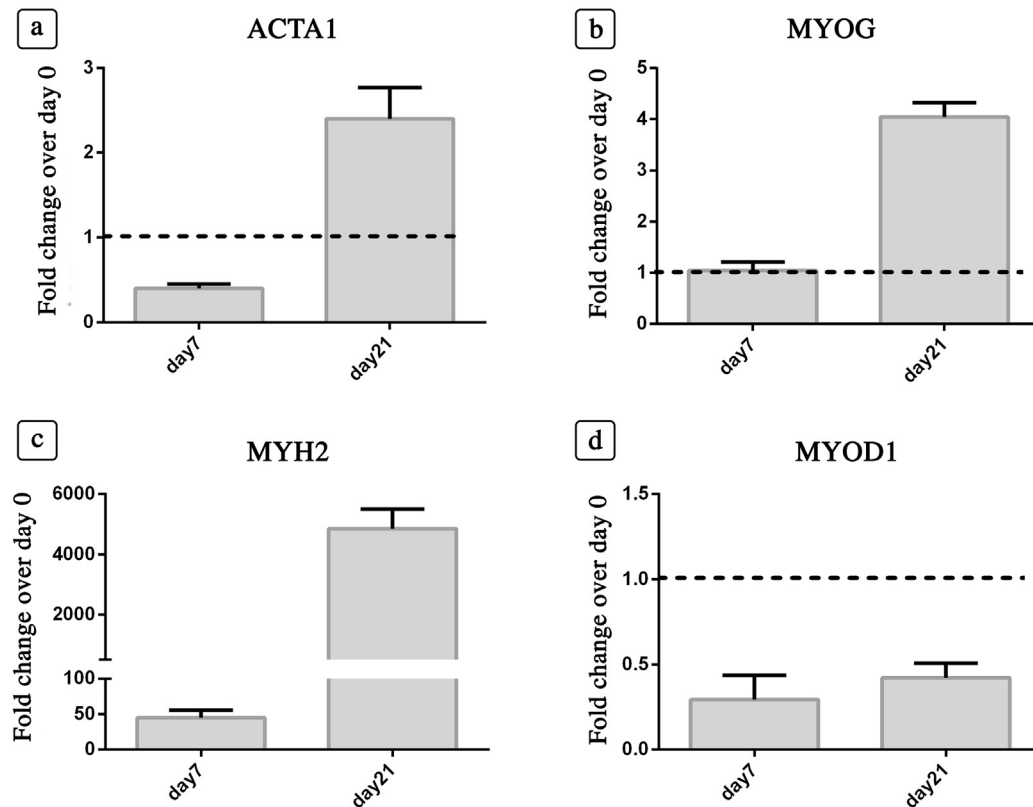 a
ACTA1
Fold change over day 0
3
2
1
0
day7
day21
b
MYOG
Fold change over day 0
5
4
3
2
1
0
day7
day21
c
MYH2
Fold change over day 0
6000
4000
2000
100
50
0
day7
day21
d
MYOD1
Fold change over day 0
1.5
1.0
0.5
0.0
day7
day21